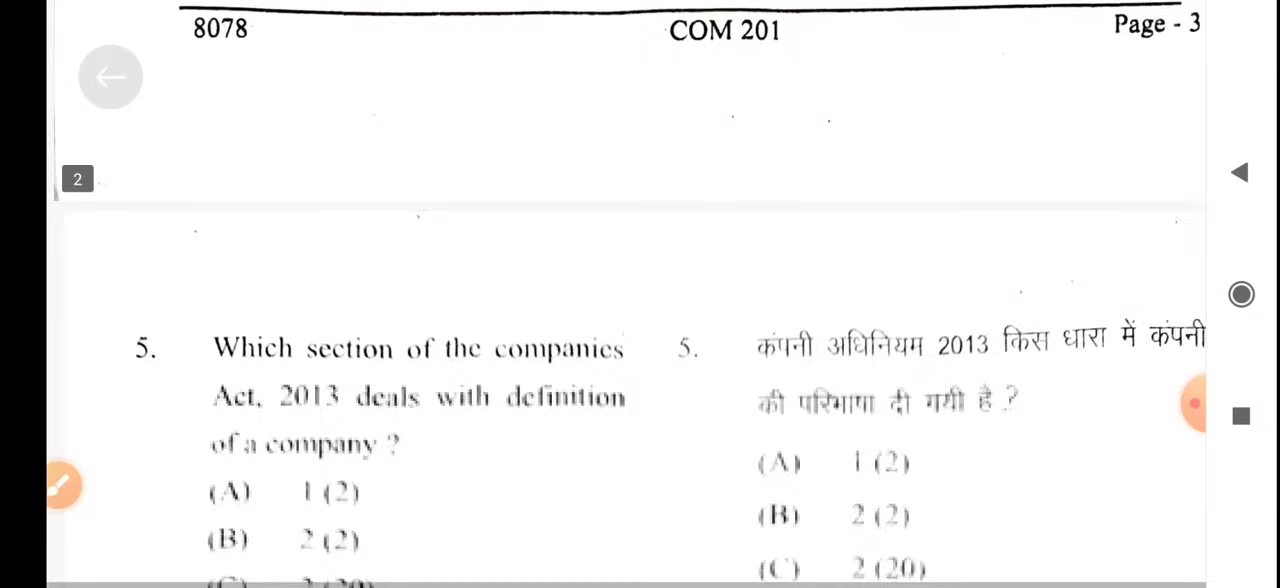 8078 COM 201 Page - 3
2
5. Which section of the companies
Act, 2013 deals with definition
of a company ?
(A) 1 (2)
(B) 2 (2)
5. कंपनी अधिनियम 2013 किस धारा में कंपनी
की परिभाषा दी गयी है ?
(A) 1 (2)
(B) 2 (2)
(C) 2 (20)